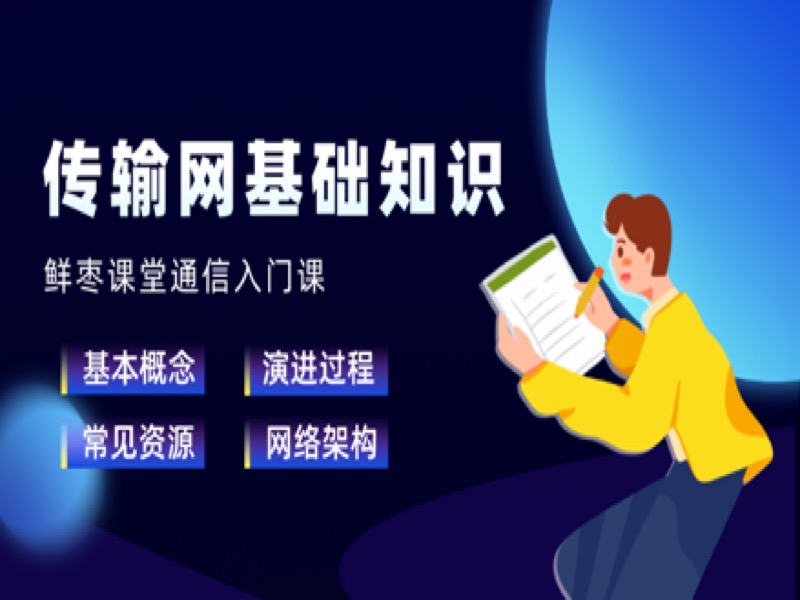 传输网基础知识
鲜枣课堂通信入门课
基本概念
演进过程
常见资源
网络架构